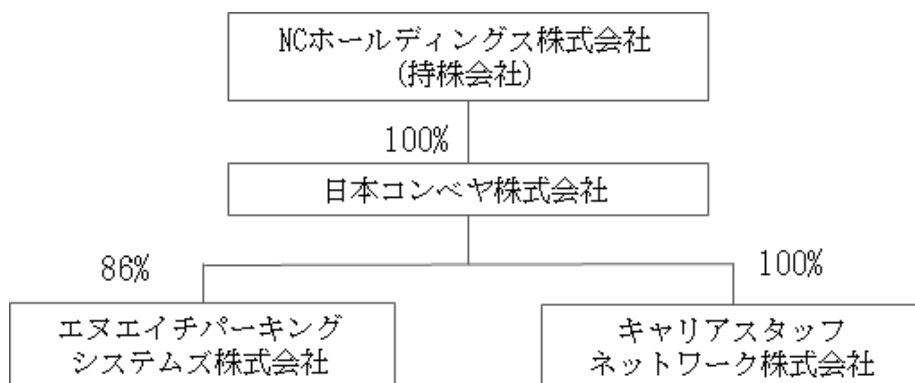 NCホールディングス株式会社
(持株会社)
100%
日本コンベヤ株式会社
86%
100%
エヌエイチパーキング
システムズ株式会社
キャリアスタッフ
ネットワーク株式会社